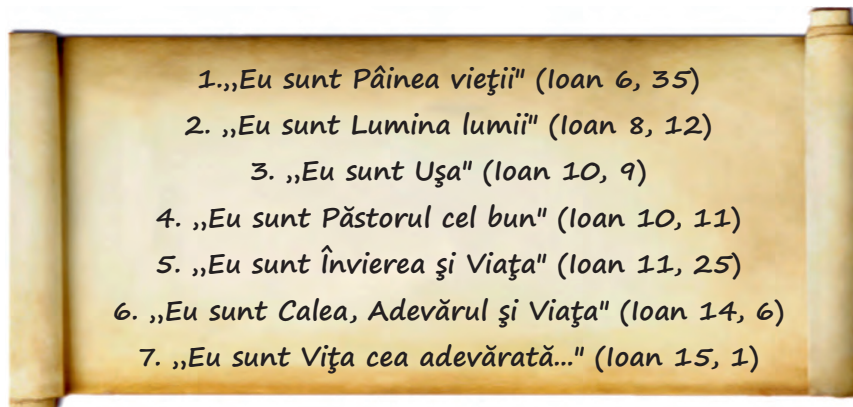 1.,,Eu sunt Pâinea vieţii" (Ioan 6, 35)
2. ,,Eu sunt Lumina lumii" (Ioan 8, 12)
3. ,,Eu sunt Uşa" (Ioan 10, 9)
4. ,,Eu sunt Păstorul cel bun" (Ioan 10, 11)
5. ,,Eu sunt Învierea şi Viaţa" (Ioan 11, 25)
6. ,,Eu sunt Calea, Adevărul şi Viaţa" (Ioan 14, 6)
7. ,,Eu sunt Viţa cea adevărată..." (Ioan 15, 1)